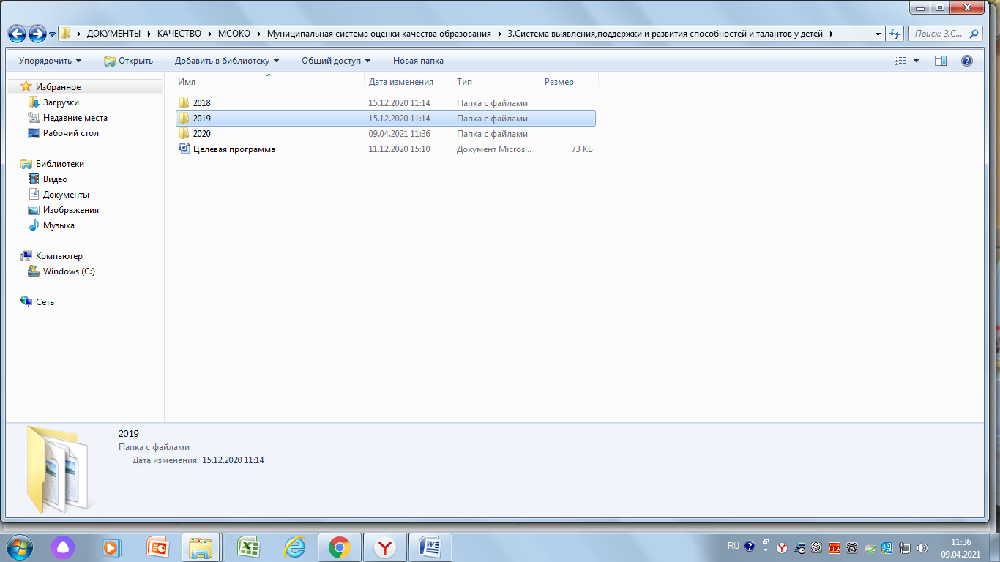 ДОКУМЕНТЫ КАЧЕСТВО МСОКО Муниципальная система оценки качества образования 3.Система выявления,поддержки и развития способностей и талантов у детей Поиск: 3.С...
Упорядочить Открыть Добавить в библиотеку Общий доступ Новая папка
Имя Дата изменения Тип Размер
Избранное
Загрузки
Недавние места
Рабочий стол
Библиотеки
Видео
Документы
Изображения
Музыка
Компьютер
Windows (C:)
Сеть
2018 15.12.2020 11:14 Папка с файлами
2019 15.12.2020 11:14 Папка с файлами
2020 09.04.2021 11:36 Папка с файлами
Целевая программа 11.12.2020 15:10 Документ Micros... 73 КБ
2019
Папка с файлами
Дата изменения: 15.12.2020 11:14
RU
11:36
09.04.2021